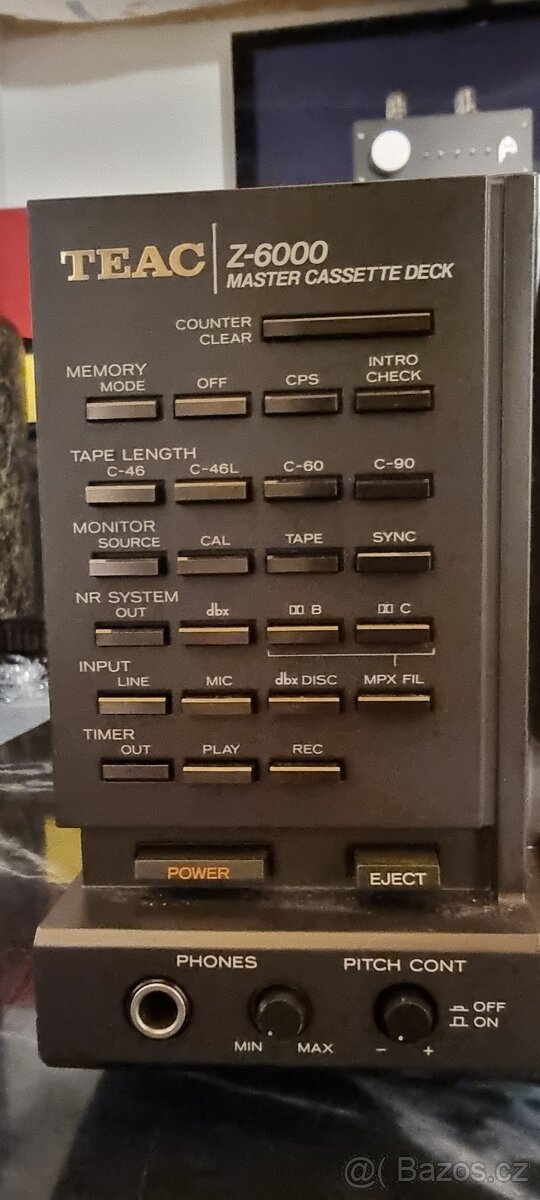 TEAC
Z-6000
MASTER CASSETTE DECK
COUNTER
CLEAR
MEMORY
MODE OFF CPS INTRO CHECK
TAPE LENGTH
C-46 C-46L C-60 C-90
MONITOR
SOURCE CAL TAPE SYNC
NR SYSTEM
OUT dbx B C
INPUT
LINE MIC dbx DISC MPX FIL
TIMER
OUT PLAY REC
POWER EJECT
PHONES PITCH CONT
OFF
ON
MIN MAX - +
@( Bazos.cz